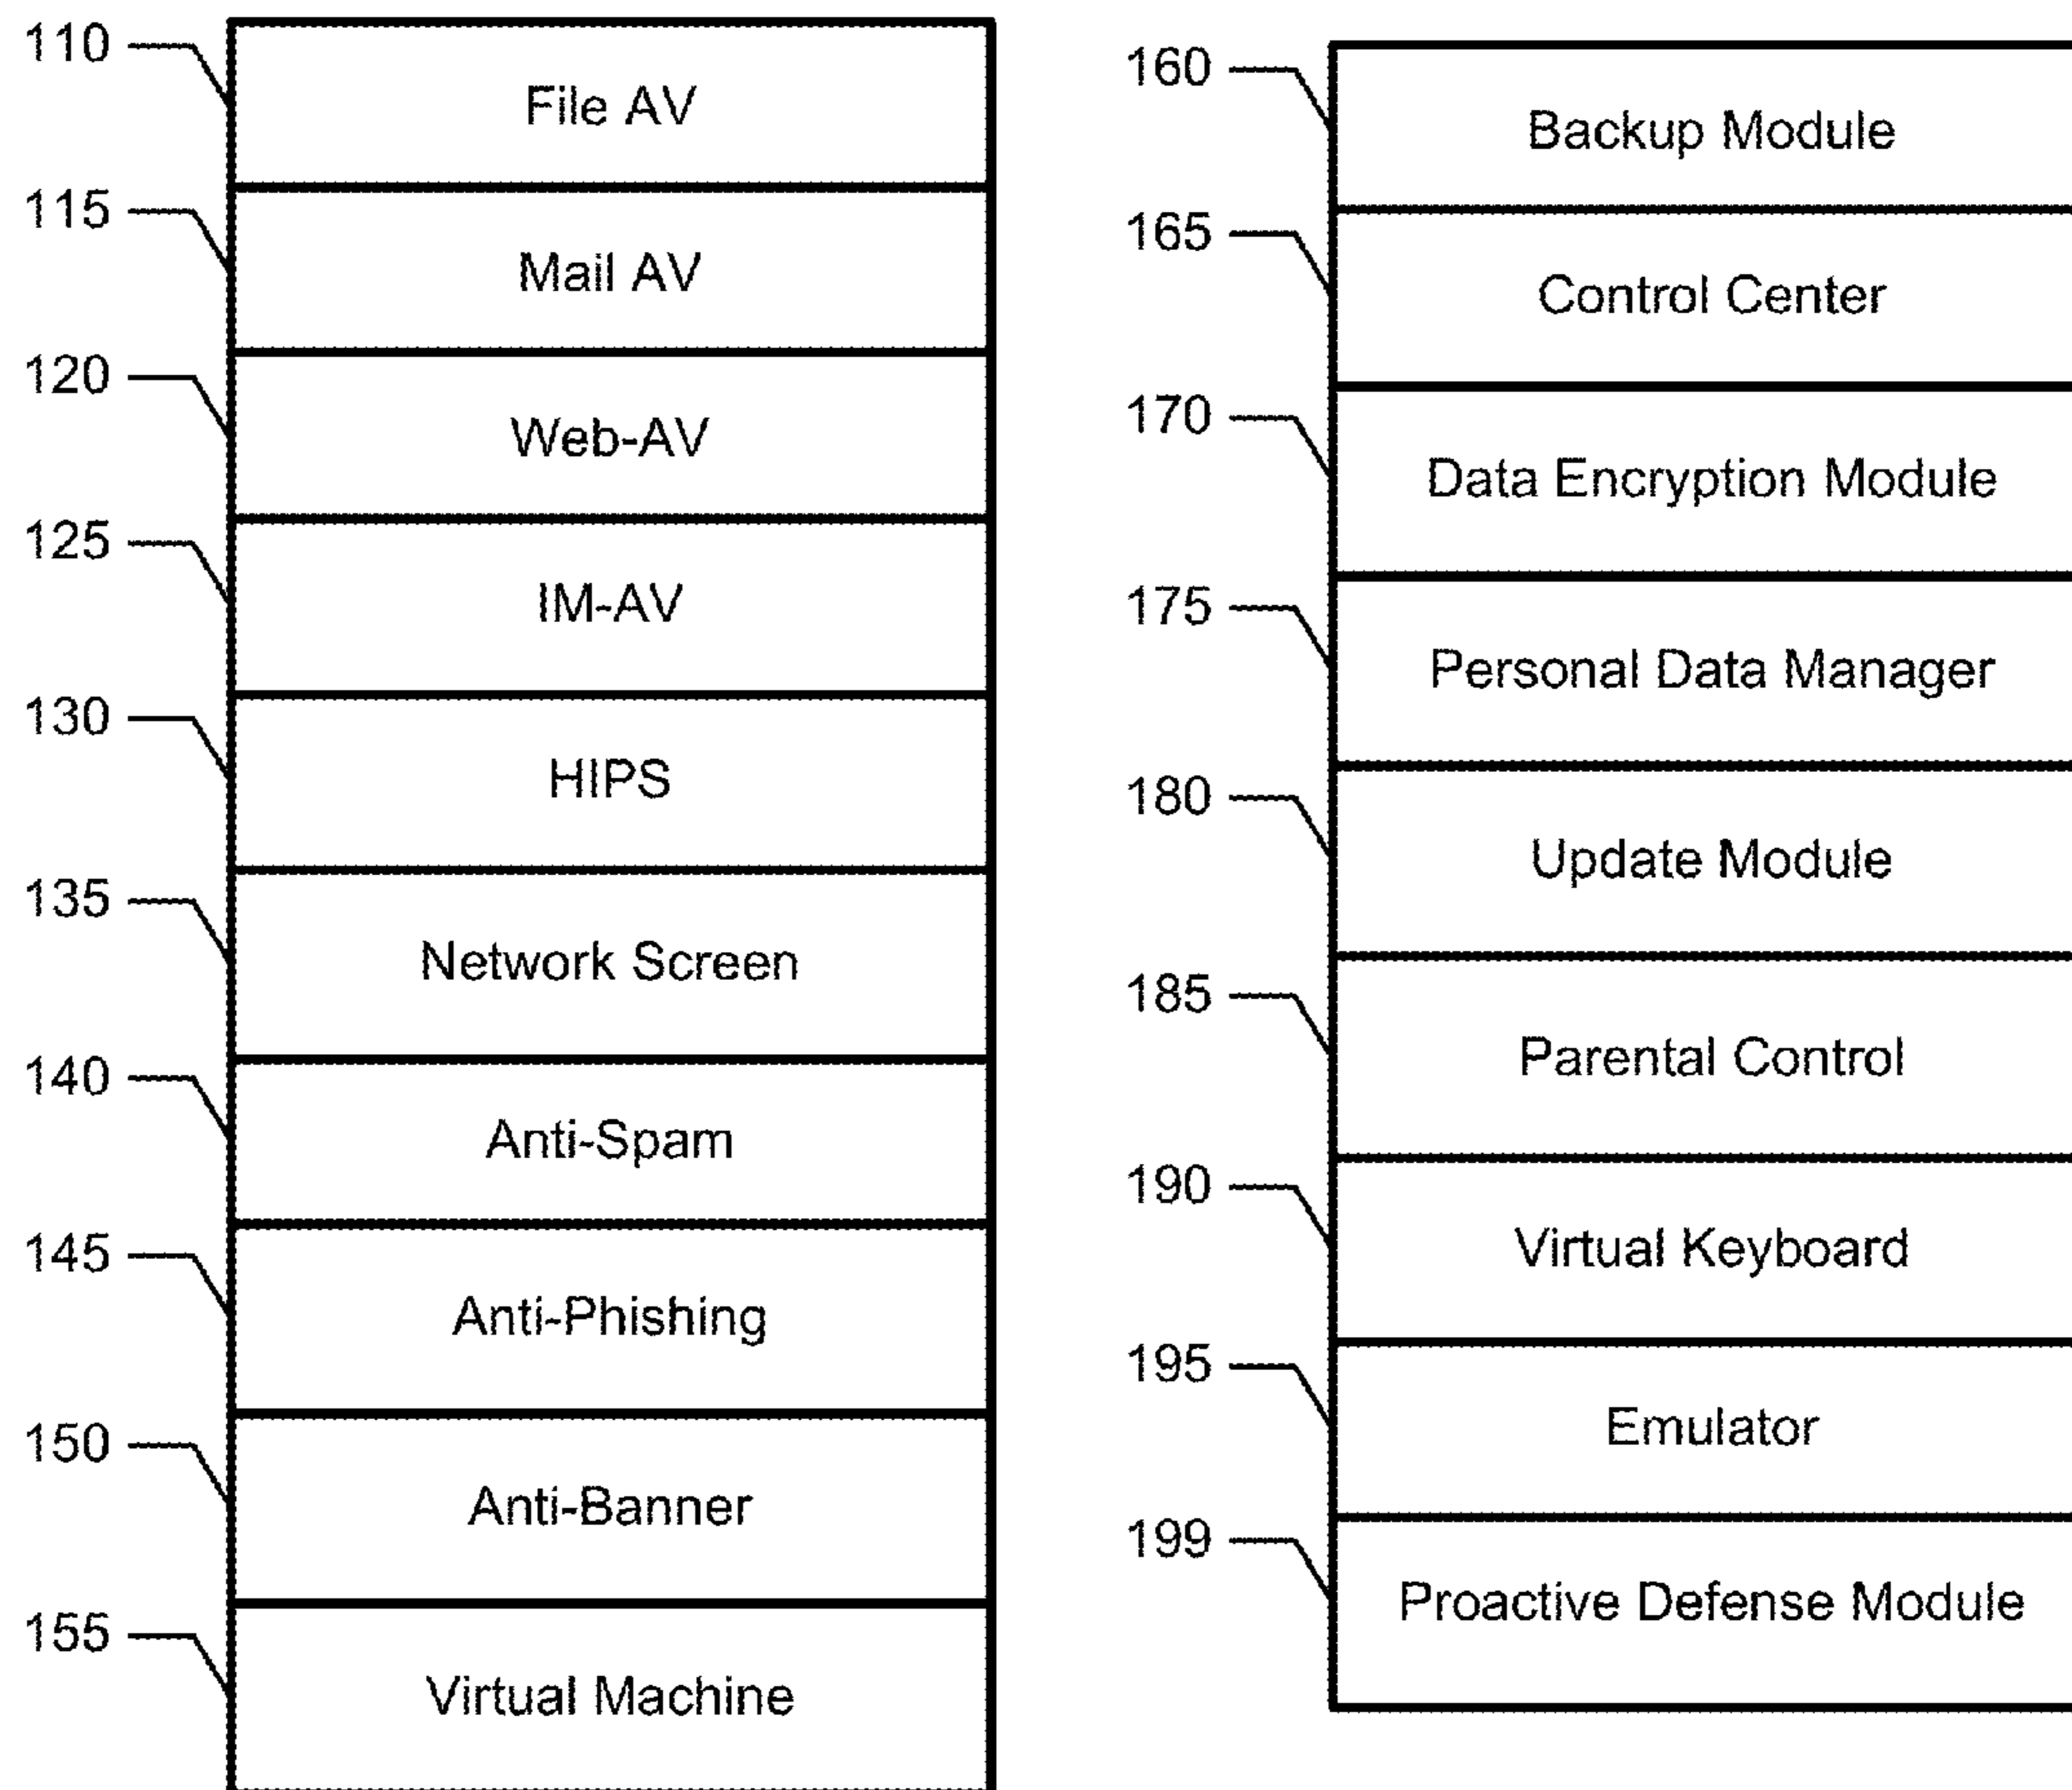 110
File AV
115
Mail AV
120
Web-AV
125
IM-AV
130
HIPS
135
Network Screen
140
Anti-Spam
145
Anti-Phishing
150
Anti-Banner
155
Virtual Machine
160
Backup Module
165
Control Center
170
Data Encryption Module
175
Personal Data Manager
180
Update Module
185
Parental Control
190
Virtual Keyboard
195
Emulator
199
Proactive Defense Module